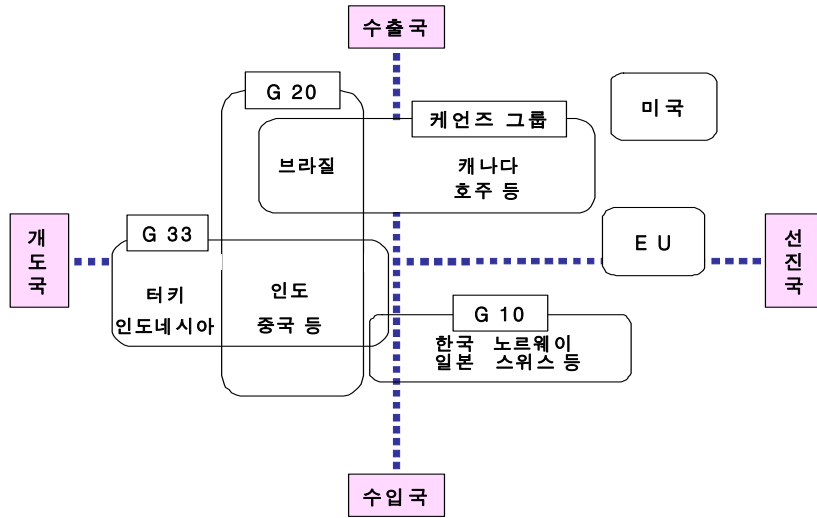 수출국
G 20
미국
케언즈 그룹
브라질
캐나다
호주 등
개
도
국
G 33
E U
선
진
국
터키
인도네시아
인도
중국 등
G 10
한국 노르웨이
일본 스위스 등
수입국